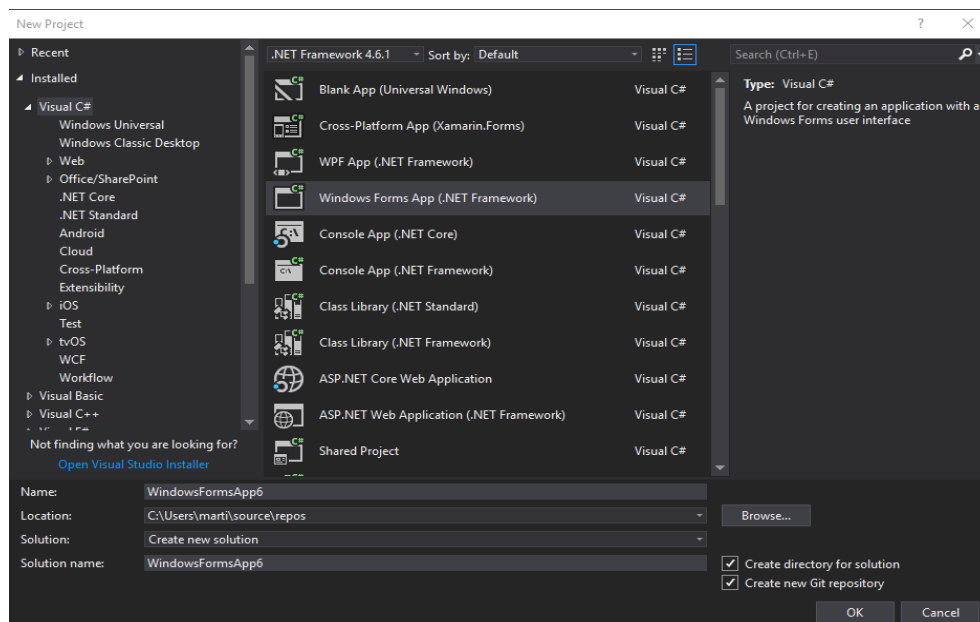 New Project
Recent
Installed
Visual C#
Windows Universal
Windows Classic Desktop
Web
Office/SharePoint
.NET Core
.NET Standard
Android
Cloud
Cross-Platform
Extensibility
iOS
Test
tvOS
WCF
Workflow
Visual Basic
Visual C++
Not finding what you are looking for?
Open Visual Studio Installer
.NET Framework 4.6.1 Sort by: Default
Blank App (Universal Windows) Visual C#
Cross-Platform App (Xamarin.Forms) Visual C#
WPF App (.NET Framework) Visual C#
Windows Forms App (.NET Framework) Visual C#
Console App (.NET Core) Visual C#
Console App (.NET Framework) Visual C#
Class Library (.NET Standard) Visual C#
Class Library (.NET Framework) Visual C#
ASP.NET Core Web Application Visual C#
ASP.NET Web Application (.NET Framework) Visual C#
Shared Project Visual C#
Search (Ctrl+E)
Type: Visual C#
A project for creating an application with a
Windows Forms user interface
Name: WindowsFormsApp6
Location: C:\Users\marti\source\repos Browse...
Solution: Create new solution
Solution name: WindowsFormsApp6
Create directory for solution
Create new Git repository
OK Cancel